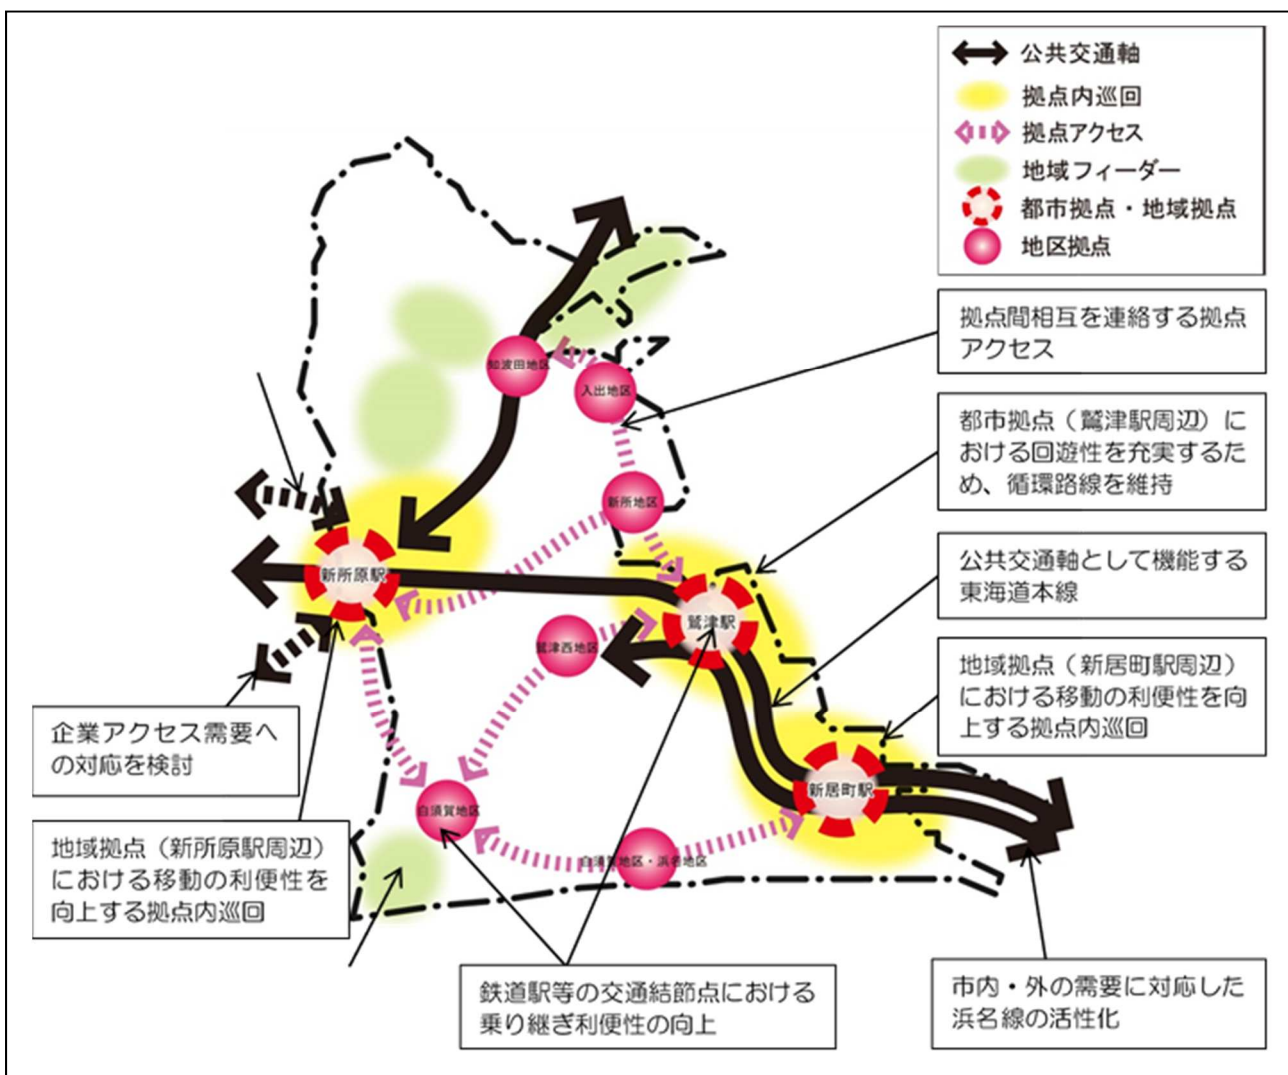 公共交通軸
拠点内巡回
拠点アクセス
地域フィーダー
都市拠点・地域拠点
地区拠点
拠点間相互を連絡する拠点
アクセス
都市拠点（鷲津駅周辺）に
おける回遊性を充実するた
め、循環路線を維持
公共交通軸として機能する
東海道本線
地域拠点（新居町駅周辺）
における移動の利便性を向
上する拠点内巡回
知波田地区
入出地区
新所地区
新所原駅
鷲津駅
鷲津西地区
新居町駅
白須賀地区
白須賀地区・浜名地区
企業アクセス需要へ
の対応を検討
地域拠点（新所原駅周辺）
における移動の利便性を
向上する拠点内巡回
鉄道駅等の交通結節点における
乗り継ぎ利便性の向上
市内・外の需要に対応した
浜名線の活性化